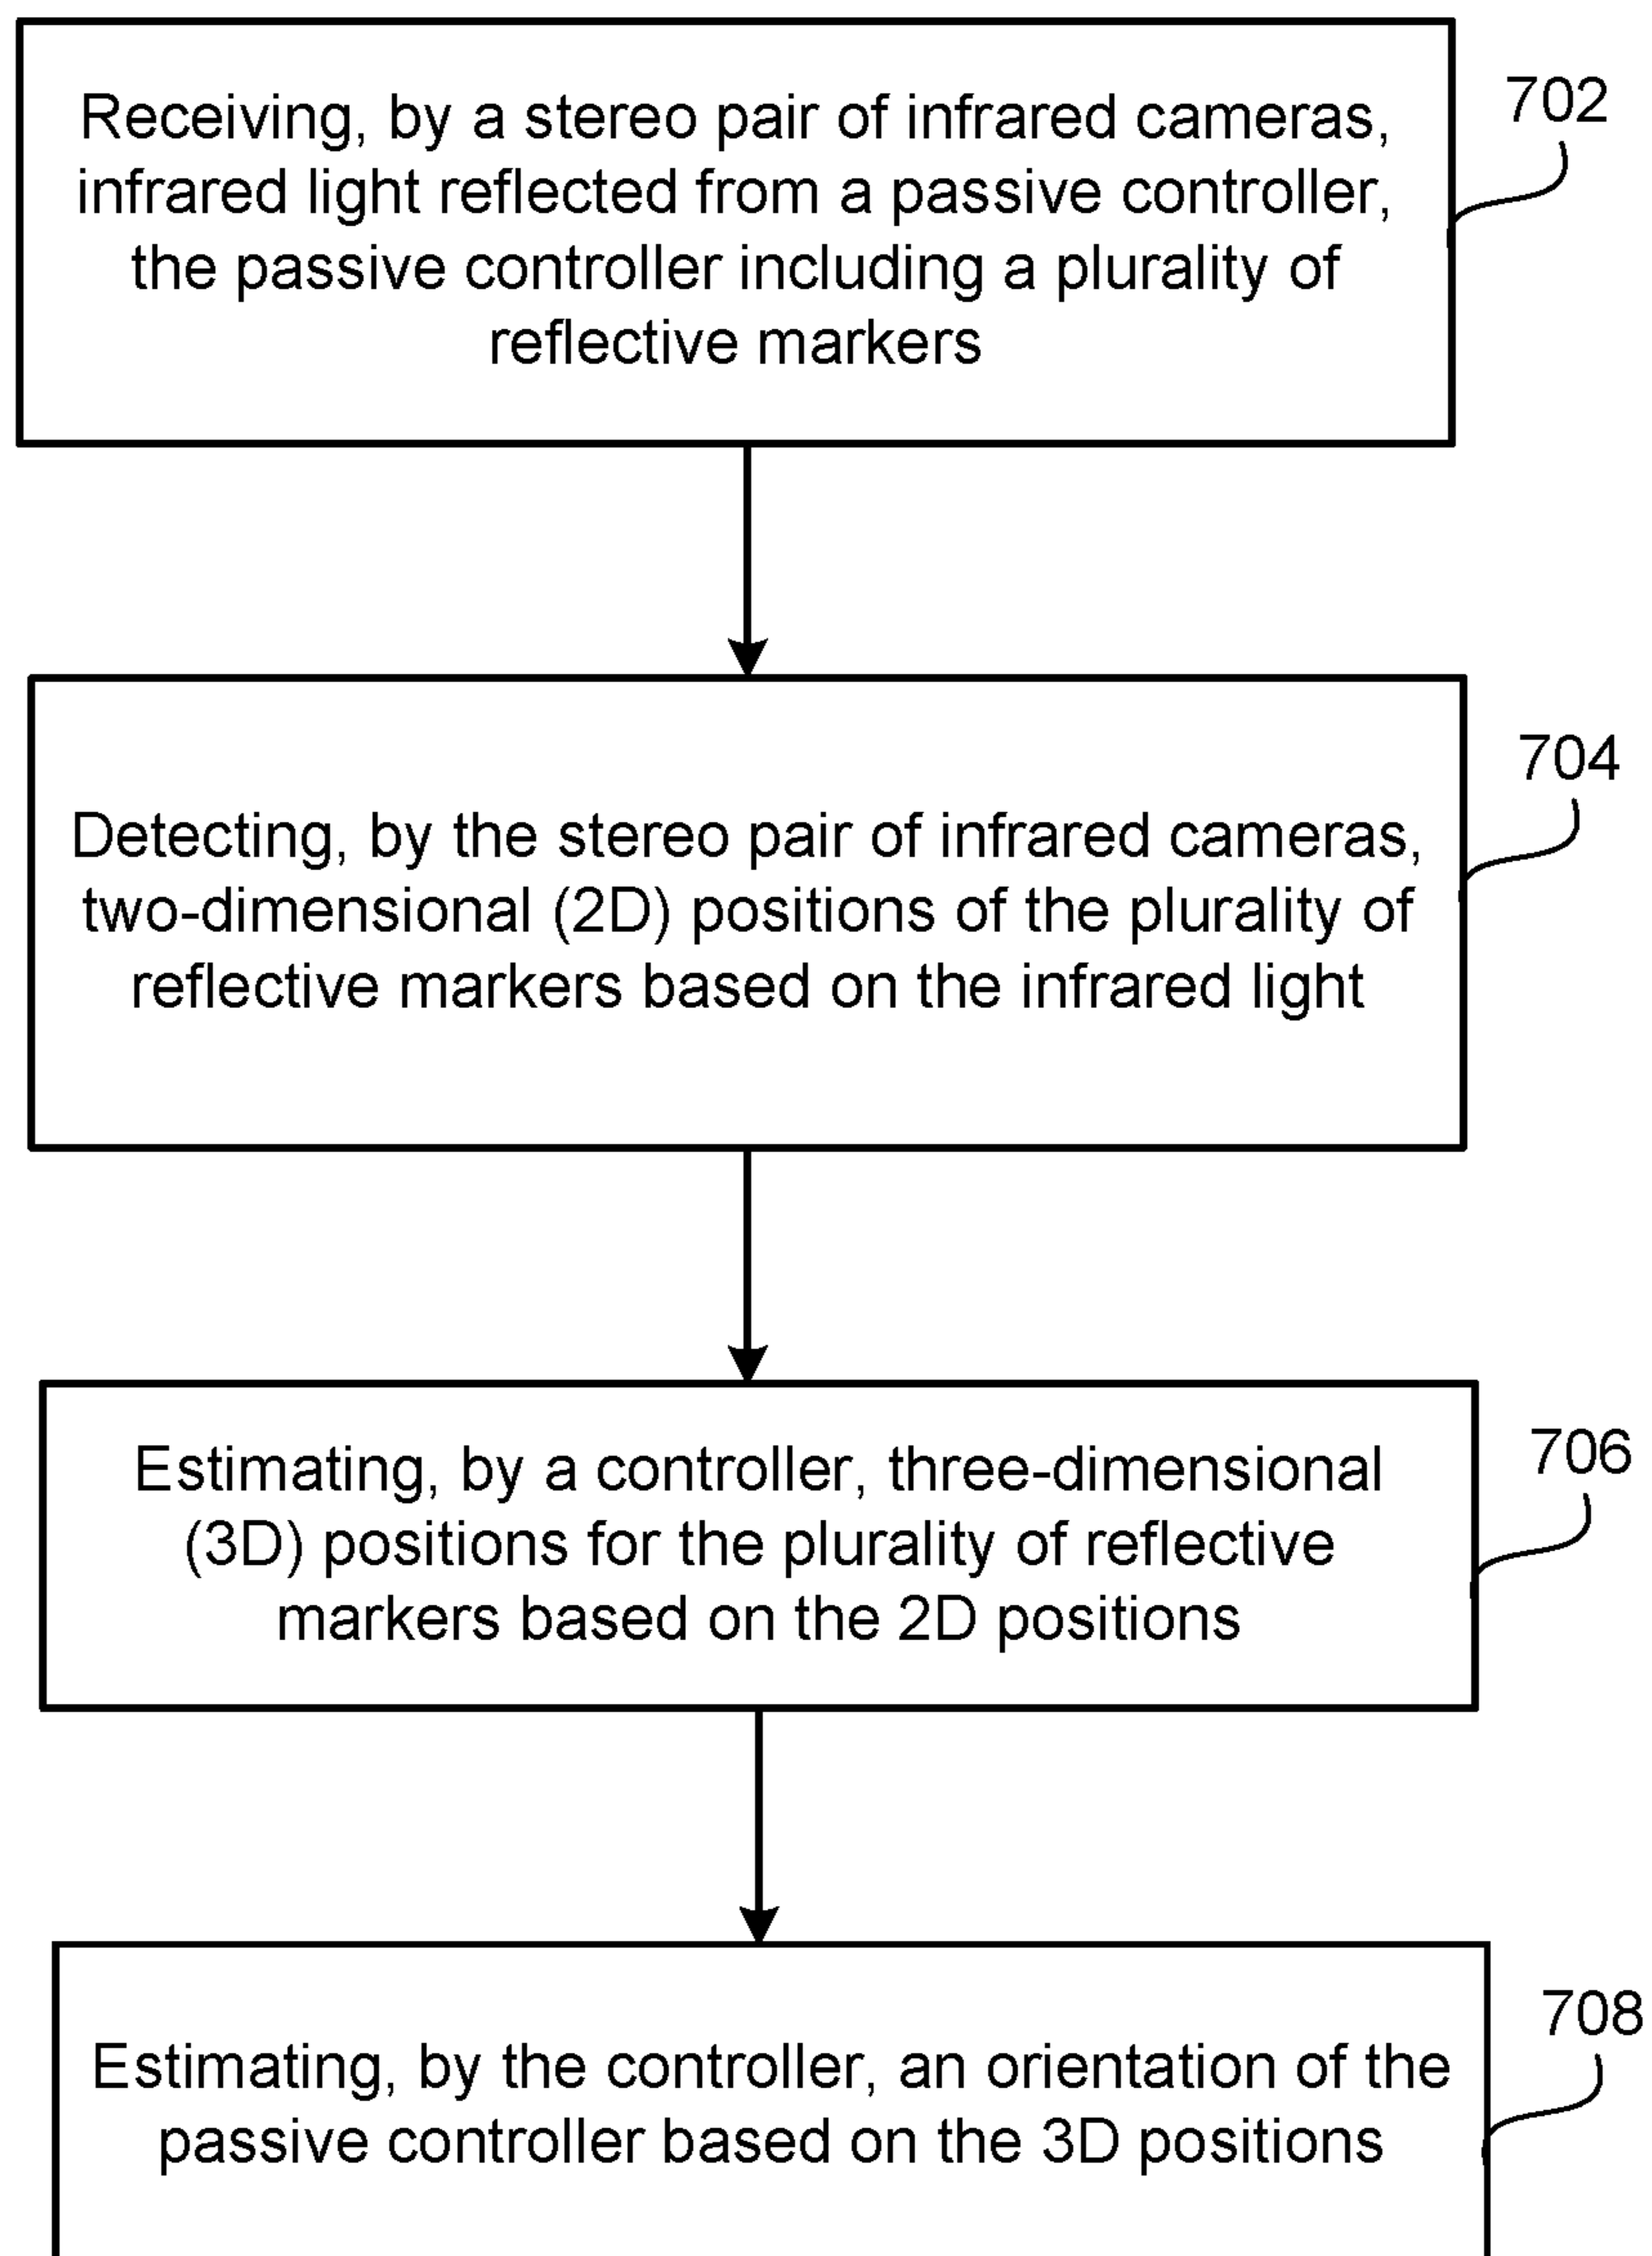 Receiving, by a stereo pair of infrared cameras,
infrared light reflected from a passive controller,
the passive controller including a plurality of
reflective markers
702
Detecting, by the stereo pair of infrared cameras,
two-dimensional (2D) positions of the plurality of
reflective markers based on the infrared light
704
Estimating, by a controller, three-dimensional
(3D) positions for the plurality of reflective
markers based on the 2D positions
706
Estimating, by the controller, an orientation of the
passive controller based on the 3D positions
708